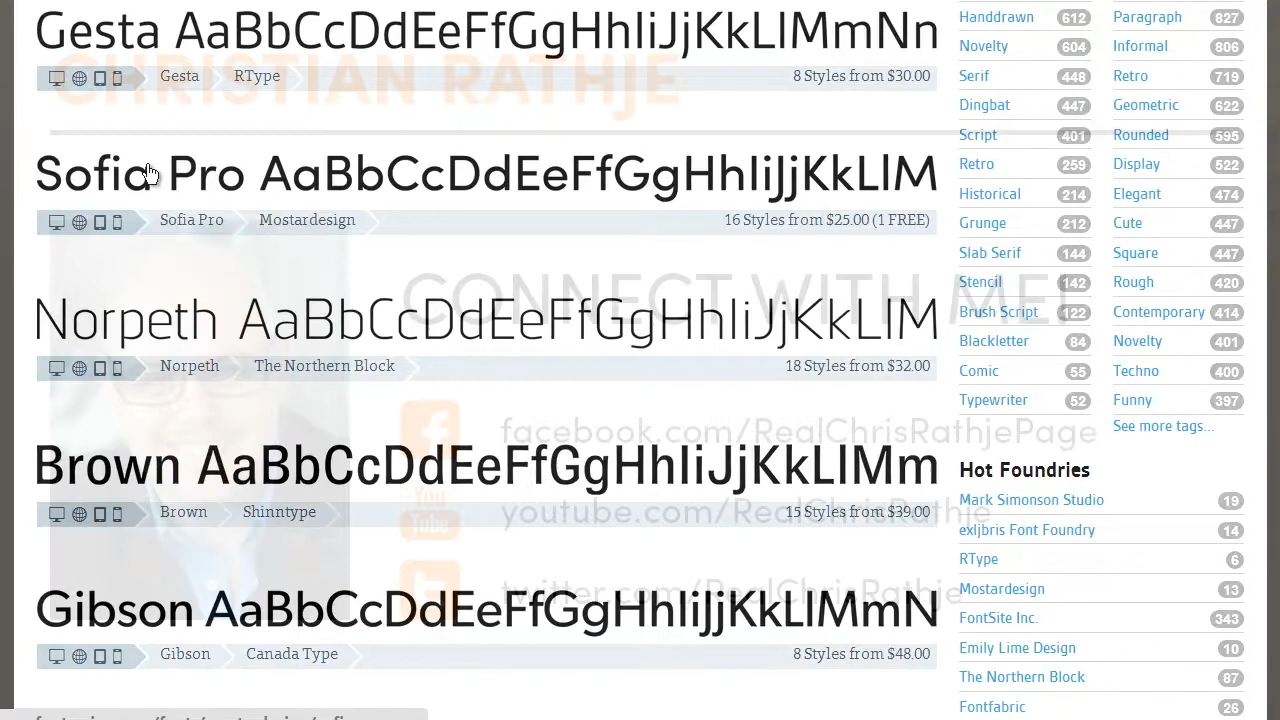 Gesta AaBbCcDdEeFfGgHhIiJjKkLlMmNn
Gesta RType 8 Styles from $30.00
CHRISTIAN RATHJE
Sofia Pro AaBbCcDdEeFfGgHhIiJjKkLlM
Sofia Pro Mostardesign 16 Styles from $25.00 (1 FREE)
CONNECT WITH ME!
Norpeth AaBbCcDdEeFfGgHhIiJjKkLlM
Norpeth The Northern Block 18 Styles from $32.00
facebook.com/RealChrisRathjePage
Brown AaBbCcDdEeFfGgHhIiJjKkLlMm
Brown Shinntype 15 Styles from $39.00
You Tube
youtube.com/RealChrisRathje
twitter.com/RealChrisRathje
Gibson AaBbCcDdEeFfGgHhIiJjKkLlMmN
Gibson Canada Type 8 Styles from $48.00
Handdrawn 612
Novelty 604
Serif 448
Dingbat 447
Script 401
Retro 259
Historical 214
Grunge 212
Slab Serif 144
Stencil 142
Brush Script 122
Blackletter 84
Comic 55
Typewriter 52
Paragraph 827
Informal 806
Retro 719
Geometric 622
Rounded 595
Display 522
Elegant 474
Cute 447
Square 447
Rough 420
Contemporary 414
Novelty 401
Techno 400
Funny 397
See more tags...
Hot Foundries
Mark Simonson Studio 19
exljbris Font Foundry 14
RType 6
Mostardesign 13
FontSite Inc. 343
Emily Lime Design 10
The Northern Block 87
Fontfabric 26